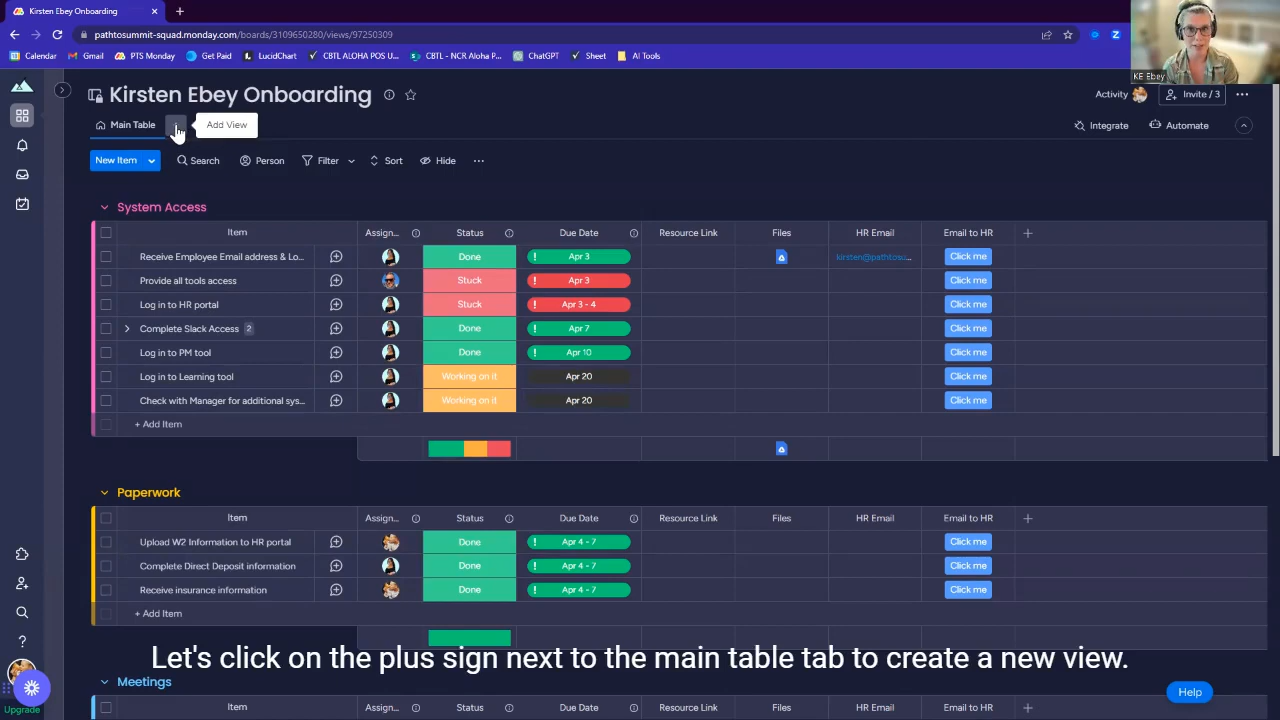 Kirsten Ebey Onboarding
pathtosummit-squad.monday.com/boards/3109650280/views/97250309
Calendar
Gmail
PTS Monday
Get Paid
LucidChart
CBTL ALOHA POS U...
CBTL - NCR Aloha P...
ChatGPT
Sheet
AI Tools
KE Ebey
Kirsten Ebey Onboarding
Activity
Invite / 3
Main Table
Add View
Integrate
Automate
New Item
Search
Person
Filter
Sort
Hide
System Access
Item Assign... Status Due Date Resource Link Files HR Email Email to HR
Receive Employee Email address & Lo... Done Apr 3 kirsten@pathtosu... Click me
Provide all tools access Stuck Apr 3 Click me
Log in to HR portal Stuck Apr 3 - 4 Click me
Complete Slack Access 2 Done Apr 7 Click me
Log in to PM tool Done Apr 10 Click me
Log in to Learning tool Working on it Apr 20 Click me
Check with Manager for additional sys... Working on it Apr 20 Click me
+ Add Item
Paperwork
Item Assign... Status Due Date Resource Link Files HR Email Email to HR
Upload W2 Information to HR portal Done Apr 4 - 7 Click me
Complete Direct Deposit information Done Apr 4 - 7 Click me
Receive insurance information Done Apr 4 - 7 Click me
+ Add Item
Let's click on the plus sign next to the main table tab to create a new view.
Meetings
Help
Item Assign... Status Due Date Resource Link Files HR Email Email to HR
Upgrade